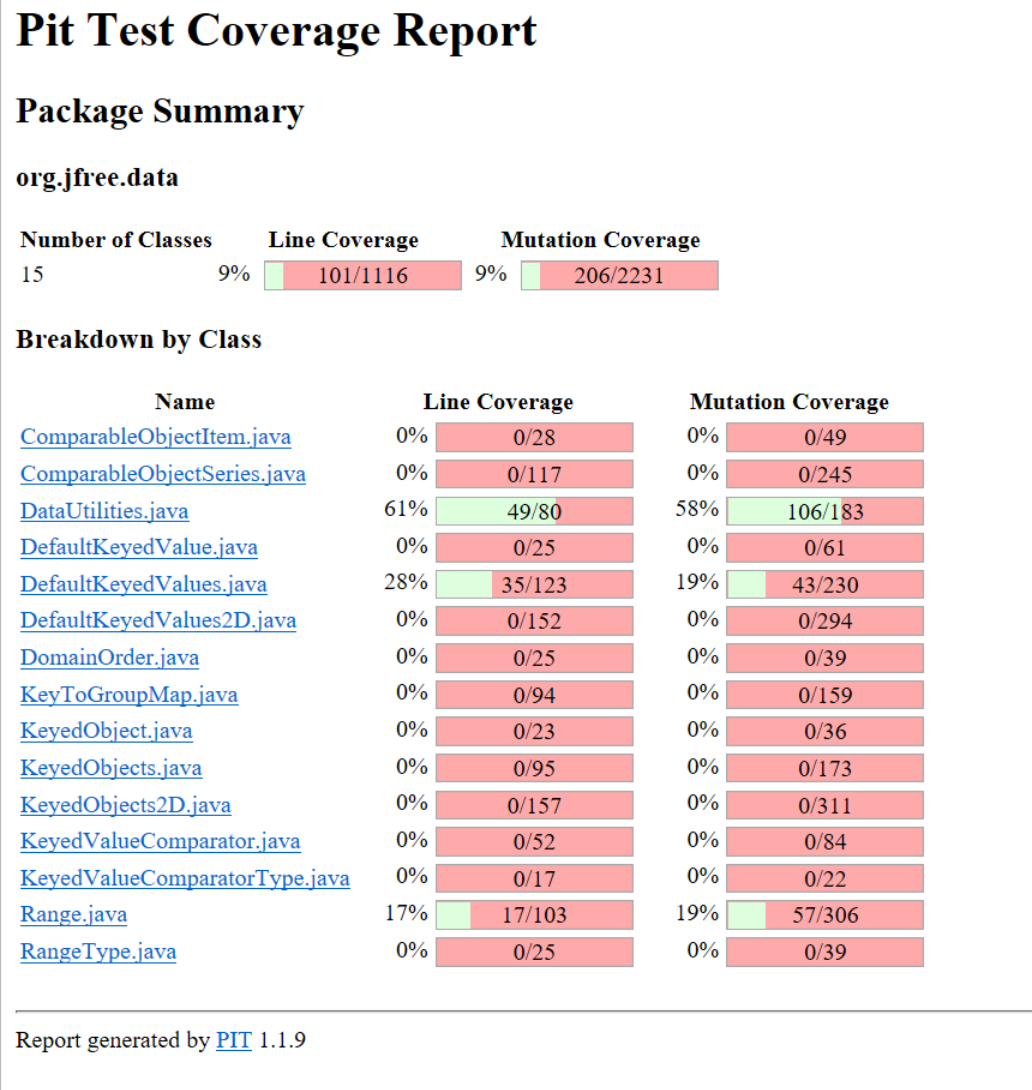 Pit Test Coverage Report
Package Summary
org.jfree.data
Number of Classes Line Coverage Mutation Coverage
15 9% 101/1116 9% 206/2231
Breakdown by Class
Name Line Coverage Mutation Coverage
ComparableObjectItem.java 0% 0/28 0% 0/49
ComparableObjectSeries.java 0% 0/117 0% 0/245
DataUtilities.java 61% 49/80 58% 106/183
DefaultKeyedValue.java 0% 0/25 0% 0/61
DefaultKeyedValues.java 28% 35/123 19% 43/230
DefaultKeyedValues2D.java 0% 0/152 0% 0/294
DomainOrder.java 0% 0/25 0% 0/39
KeyToGroupMap.java 0% 0/94 0% 0/159
KeyedObject.java 0% 0/23 0% 0/36
KeyedObjects.java 0% 0/95 0% 0/173
KeyedObjects2D.java 0% 0/157 0% 0/311
KeyedValueComparator.java 0% 0/52 0% 0/84
KeyedValueComparatorType.java 0% 0/17 0% 0/22
Range.java 17% 17/103 19% 57/306
RangeType.java 0% 0/25 0% 0/39
Report generated by PIT 1.1.9